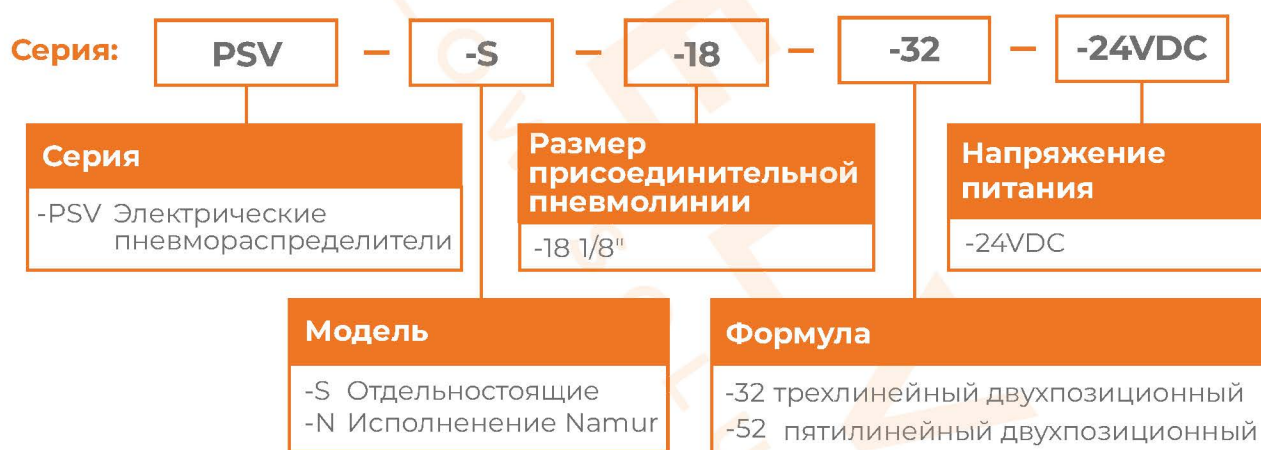 Серия: PSV – -S – -18 – -32 – -24VDC
Серия
-PSV Электрические
пневмораспределители
Размер
присоединительной
пневмолинии
-18 1/8"
Напряжение
питания
-24VDC
Модель
-S Отдельностоящие
-N Исполненение Namur
Формула
-32 трехлинейный двухпозиционный
-52 пятилинейный двухпозиционный